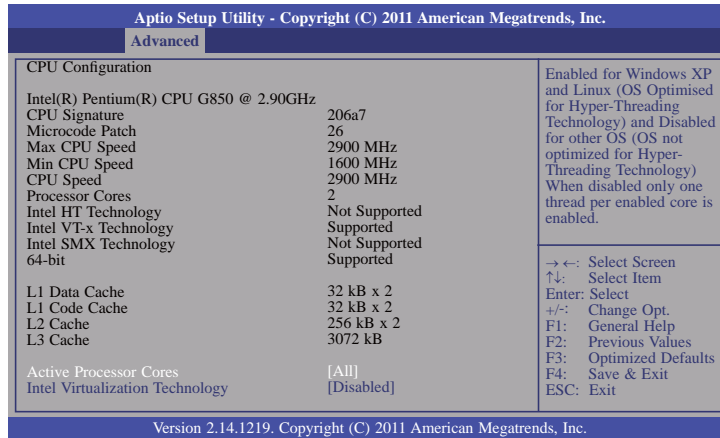 Aptio Setup Utility - Copyright (C) 2011 American Megatrends, Inc.
Advanced
CPU Configuration
Intel(R) Pentium(R) CPU G850 @ 2.90GHz
CPU Signature 206a7
Microcode Patch 26
Max CPU Speed 2900 MHz
Min CPU Speed 1600 MHz
CPU Speed 2900 MHz
Processor Cores 2
Intel HT Technology Not Supported
Intel VT-x Technology Supported
Intel SMX Technology Not Supported
64-bit Supported
L1 Data Cache 32 kB x 2
L1 Code Cache 32 kB x 2
L2 Cache 256 kB x 2
L3 Cache 3072 kB
Active Processor Cores [All]
Intel Virtualization Technology [Disabled]
Enabled for Windows XP
and Linux (OS Optimised
for Hyper-Threading
Technology) and Disabled
for other OS (OS not
optimized for Hyper-
Threading Technology)
When disabled only one
thread per enabled core is
enabled.
→←: Select Screen
↑↓: Select Item
Enter: Select
+/-: Change Opt.
F1: General Help
F2: Previous Values
F3: Optimized Defaults
F4: Save & Exit
ESC: Exit
Version 2.14.1219. Copyright (C) 2011 American Megatrends, Inc.